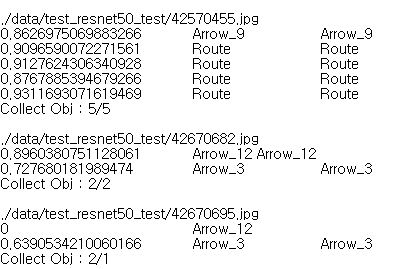 ./data/test_resnet50_test/42570455.jpg
0.8626975069883266 Arrow_9 Arrow_9
0.9096590072271561 Route Route
0.9127624306340928 Route Route
0.8767885394679266 Route Route
0.9311693071619469 Route Route
Collect Obj : 5/5
./data/test_resnet50_test/42670682.jpg
0.8960380751128061 Arrow_12 Arrow_12
0.727680181989474 Arrow_3 Arrow_3
Collect Obj : 2/2
./data/test_resnet50_test/42670695.jpg
0 Arrow_12
0.6390534210060166 Arrow_3 Arrow_3
Collect Obj : 2/1